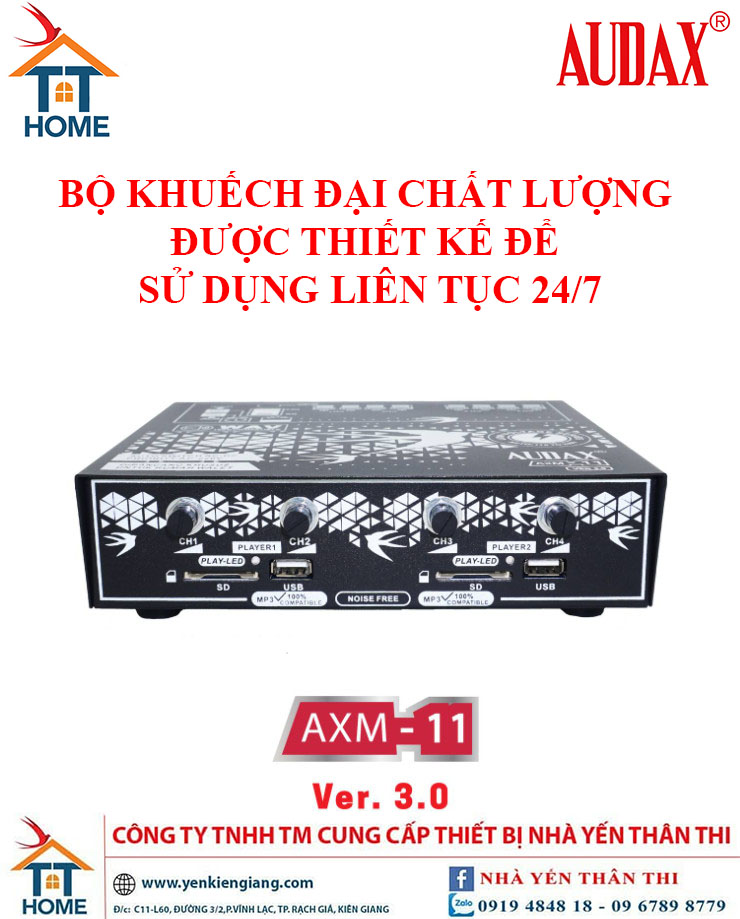 TT
HOME
AUDAX®
BỘ KHUẾCH ĐẠI CHẤT LƯỢNG
ĐƯỢC THIẾT KẾ ĐỂ
SỬ DỤNG LIÊN TỤC 24/7
AUDAX
CH1
PLAYER1
CH2
CH3
PLAYER2
CH4
PLAY-LED
PLAY-LED
SD
USB
SD
USB
MP3 100% COMPATIBLE
NOISE FREE
MP3 100% COMPATIBLE
AXM - 11
Ver. 3.0
CÔNG TY TNHH TM CUNG CẤP THIẾT BỊ NHÀ YẾN THÂN THI
TT
HOME
www.yenkiengiang.com
NHÀ YẾN THÂN THI
Đ/c: C11-L60, ĐƯỜNG 3/2,P.VĨNH LẠC, TP. RẠCH GIÁ, KIÊN GIANG
Zalo 0919 4848 18 - 09 6789 8779